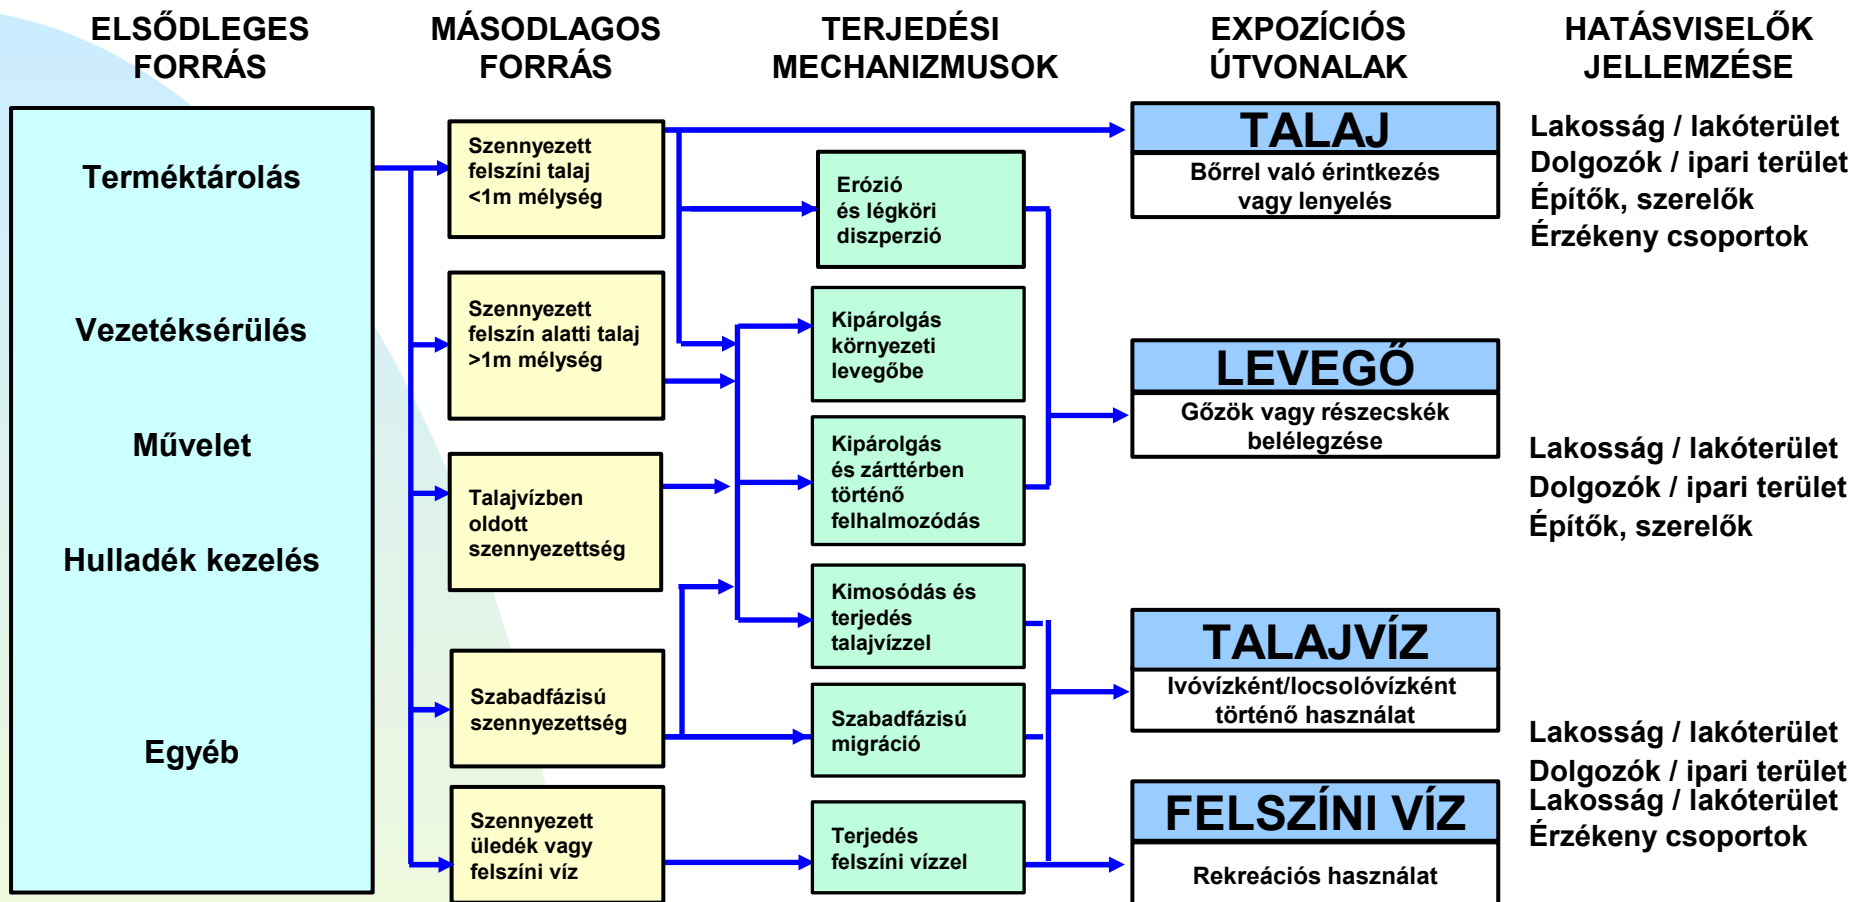 ELSŐDLEGES
FORRÁS
MÁSODLAGOS
FORRÁS
TERJEDÉSI
MECHANIZMUSOK
EXPOZÍCIÓS
ÚTVONALAK
HATÁSVISELŐK
JELLEMZÉSE
Terméktárolás
Vezetéksérülés
Művelet
Hulladék kezelés
Egyéb
Szennyezett
felszíni talaj
<1m mélység
Szennyezett
felszín alatti talaj
>1m mélység
Talajvízben
oldott
szennyezettség
Szabadfázisú
szennyezettség
Szennyezett
üledék vagy
felszíni víz
Erózió
és légköri
diszperzió
Kipárolgás
környezeti
levegőbe
Kipárolgás
és zárttérben
történő
felhalmozódás
Kimosódás és
terjedés
talajvízzel
Szabadfázisú
migráció
Terjedés
felszíni vízzel
TALAJ
Bőrrel való érintkezés
vagy lenyelés
LEVEGŐ
Gőzök vagy részecskék
belélegzése
TALAJVÍZ
Ivóvízként/locsolóvízként
történő használat
FELSZÍNI VÍZ
Rekreációs használat
Lakosság / lakóterület
Dolgozók / ipari terület
Építők, szerelők
Érzékeny csoportok
Lakosság / lakóterület
Dolgozók / ipari terület
Építők, szerelők
Lakosság / lakóterület
Dolgozók / ipari terület
Lakosság / lakóterület
Érzékeny csoportok